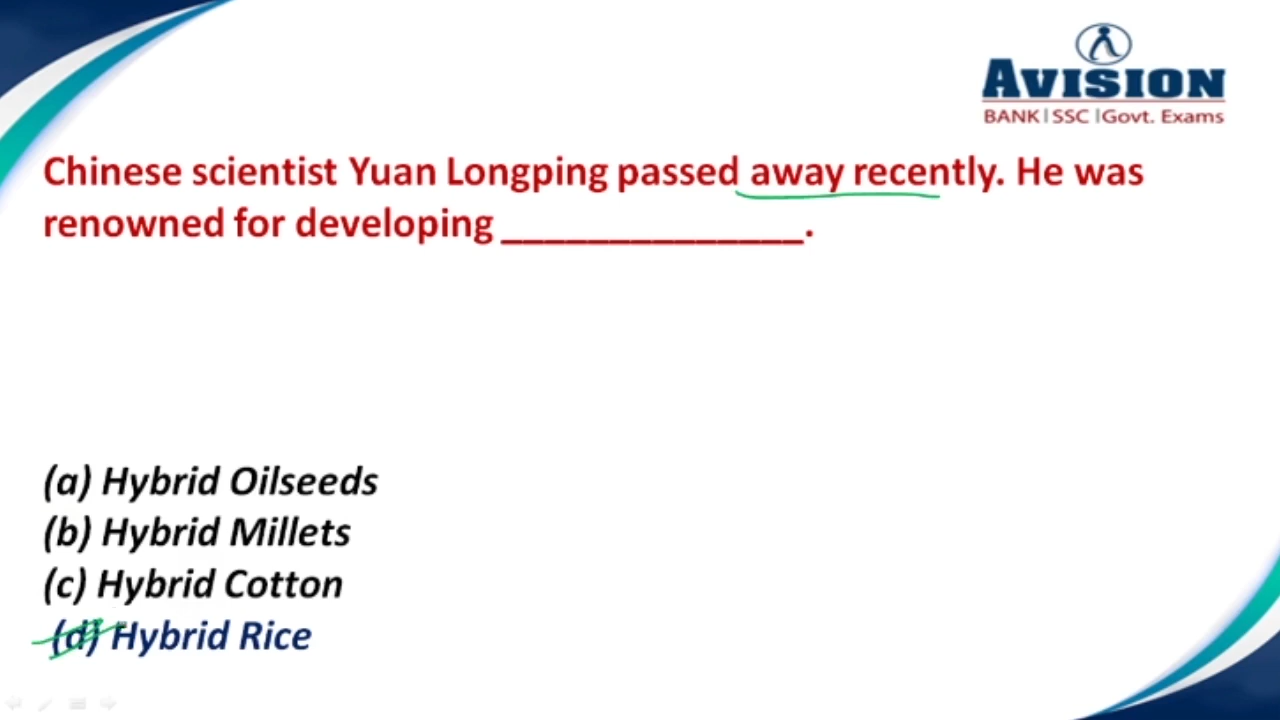 AVISION
BANK | SSC | Govt. Exams
Chinese scientist Yuan Longping passed away recently. He was
renowned for developing ______________.
(a) Hybrid Oilseeds
(b) Hybrid Millets
(c) Hybrid Cotton
(d) Hybrid Rice